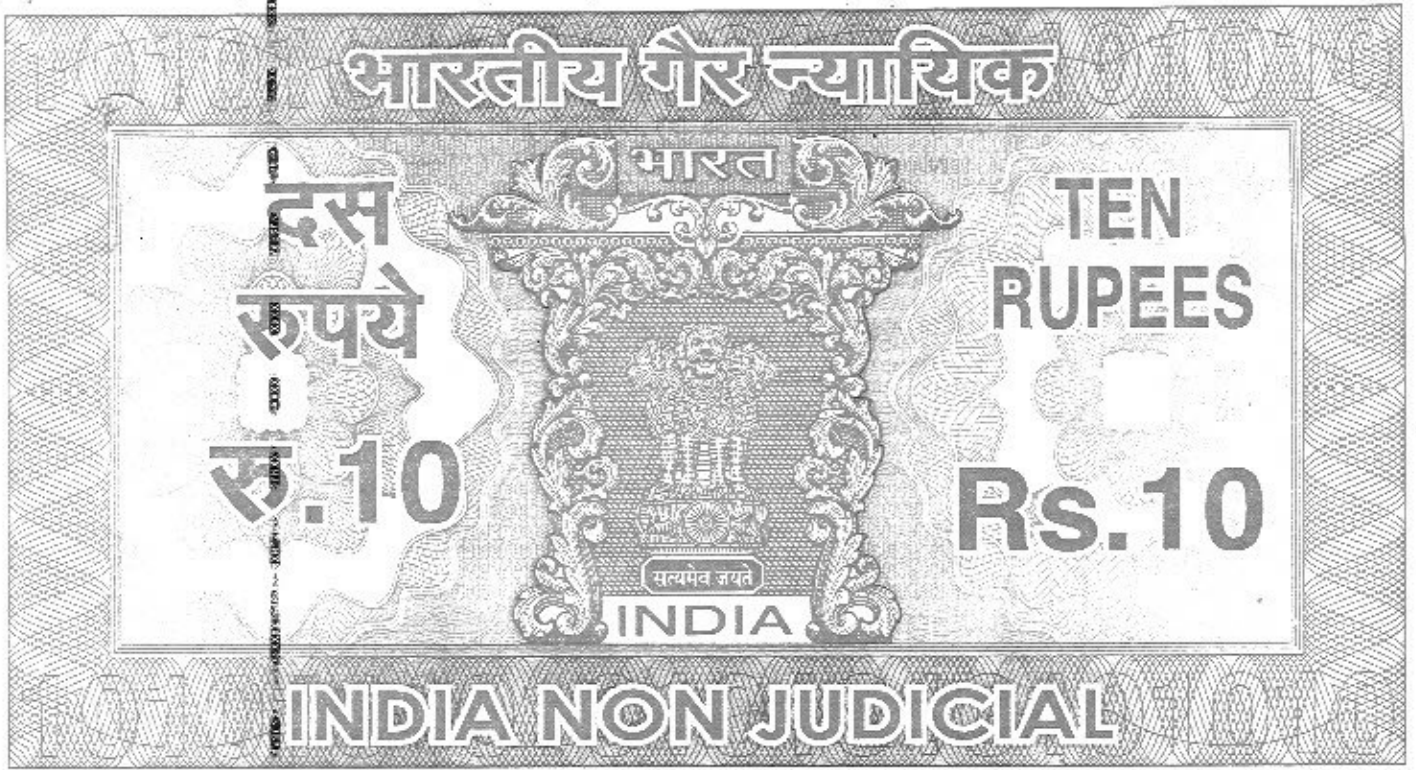 भारतीय गैर न्यायिक
भारत
दस
रुपये
रु.10
TEN
RUPEES
Rs.10
सत्यमेव जयते
INDIA
INDIA NON JUDICIAL